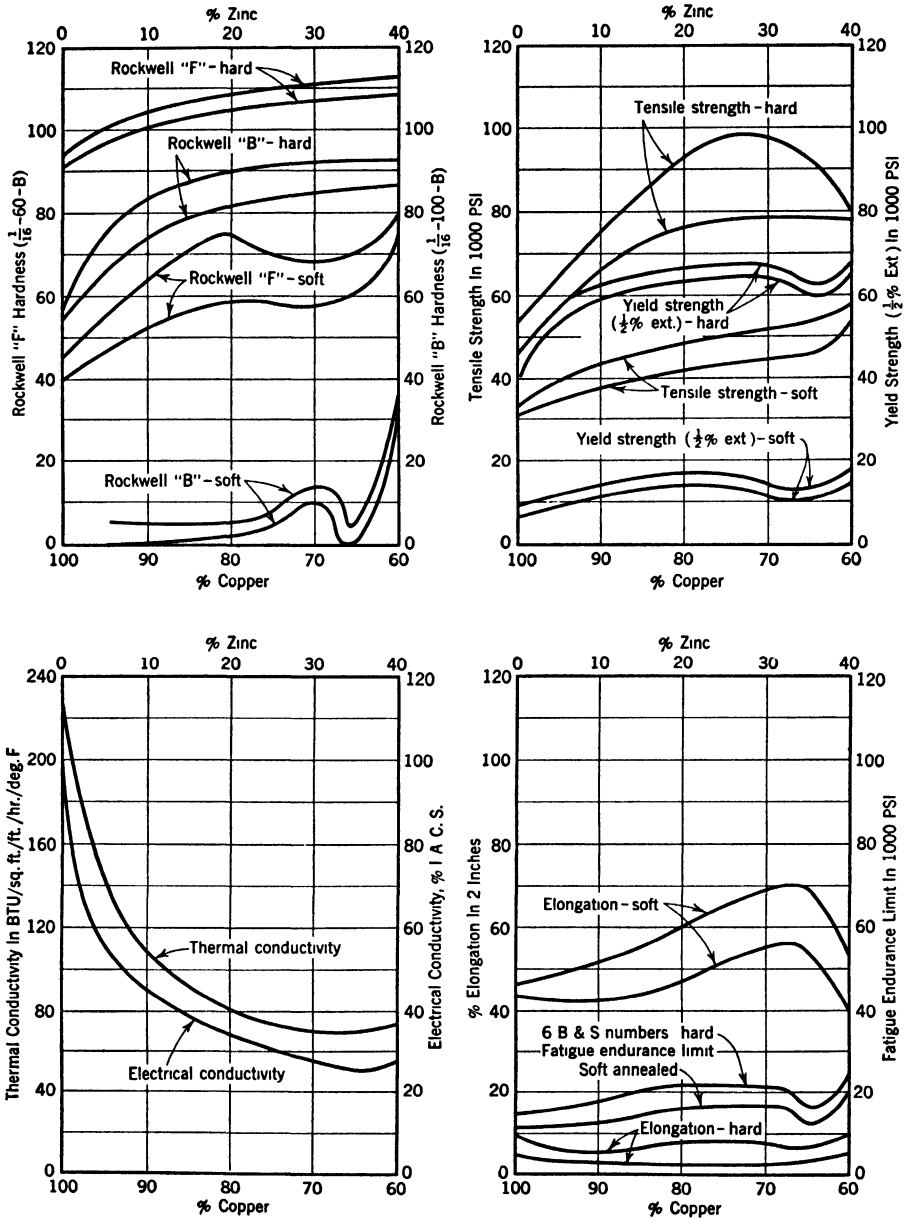 % Zinc
0 10 20 30 40
120 120
100 100
80 80
60 60
40 40
20 20
0 0
Rockwell "F" Hardness (1/16-60-B)
Rockwell "B" Hardness (1/16-100-B)
Rockwell "F"-hard
Rockwell "B"-hard
Rockwell "F"-soft
Rockwell "B"-soft
100 90 80 70 60
% Copper
% Zinc
0 10 20 30 40
120 120
100 100
80 80
60 60
40 40
20 20
0 0
Tensile Strength In 1000 PSI
Yield Strength (1/2% Ext) In 1000 PSI
Tensile strength-hard
Yield strength
(1/2% ext.)-hard
Tensile strength-soft
Yield strength (1/2% ext)-soft
100 90 80 70 60
% Copper
% Zinc
0 10 20 30 40
240 120
200 100
160 80
120 60
80 40
40 20
0 0
Thermal Conductivity In BTU/sq. ft./ft./hr./deg. F
Electrical Conductivity, % I A C. S.
Thermal conductivity
Electrical conductivity
100 90 80 70 60
% Copper
% Zinc
0 10 20 30 40
120 120
100 100
80 80
60 60
40 40
20 20
0 0
% Elongation In 2 Inches
Fatigue Endurance Limit In 1000 PSI
Elongation-soft
6 B & S numbers hard
Fatigue endurance limit
Soft annealed
Elongation-hard
100 90 80 70 60
% Copper